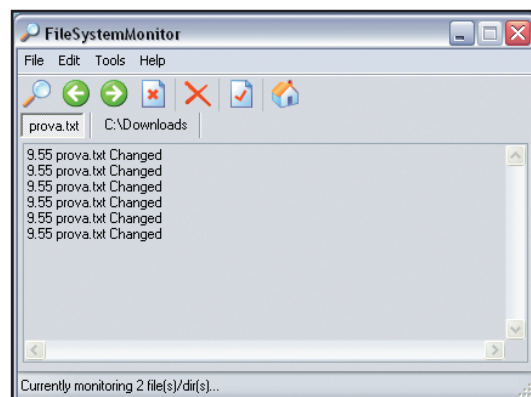 FileSystemMonitor
File Edit Tools Help
prova.txt C:\Downloads
9.55 prova.txt Changed
9.55 prova.txt Changed
9.55 prova.txt Changed
9.55 prova.txt Changed
9.55 prova.txt Changed
9.55 prova.txt Changed
Currently monitoring 2 file(s)/dir(s)...